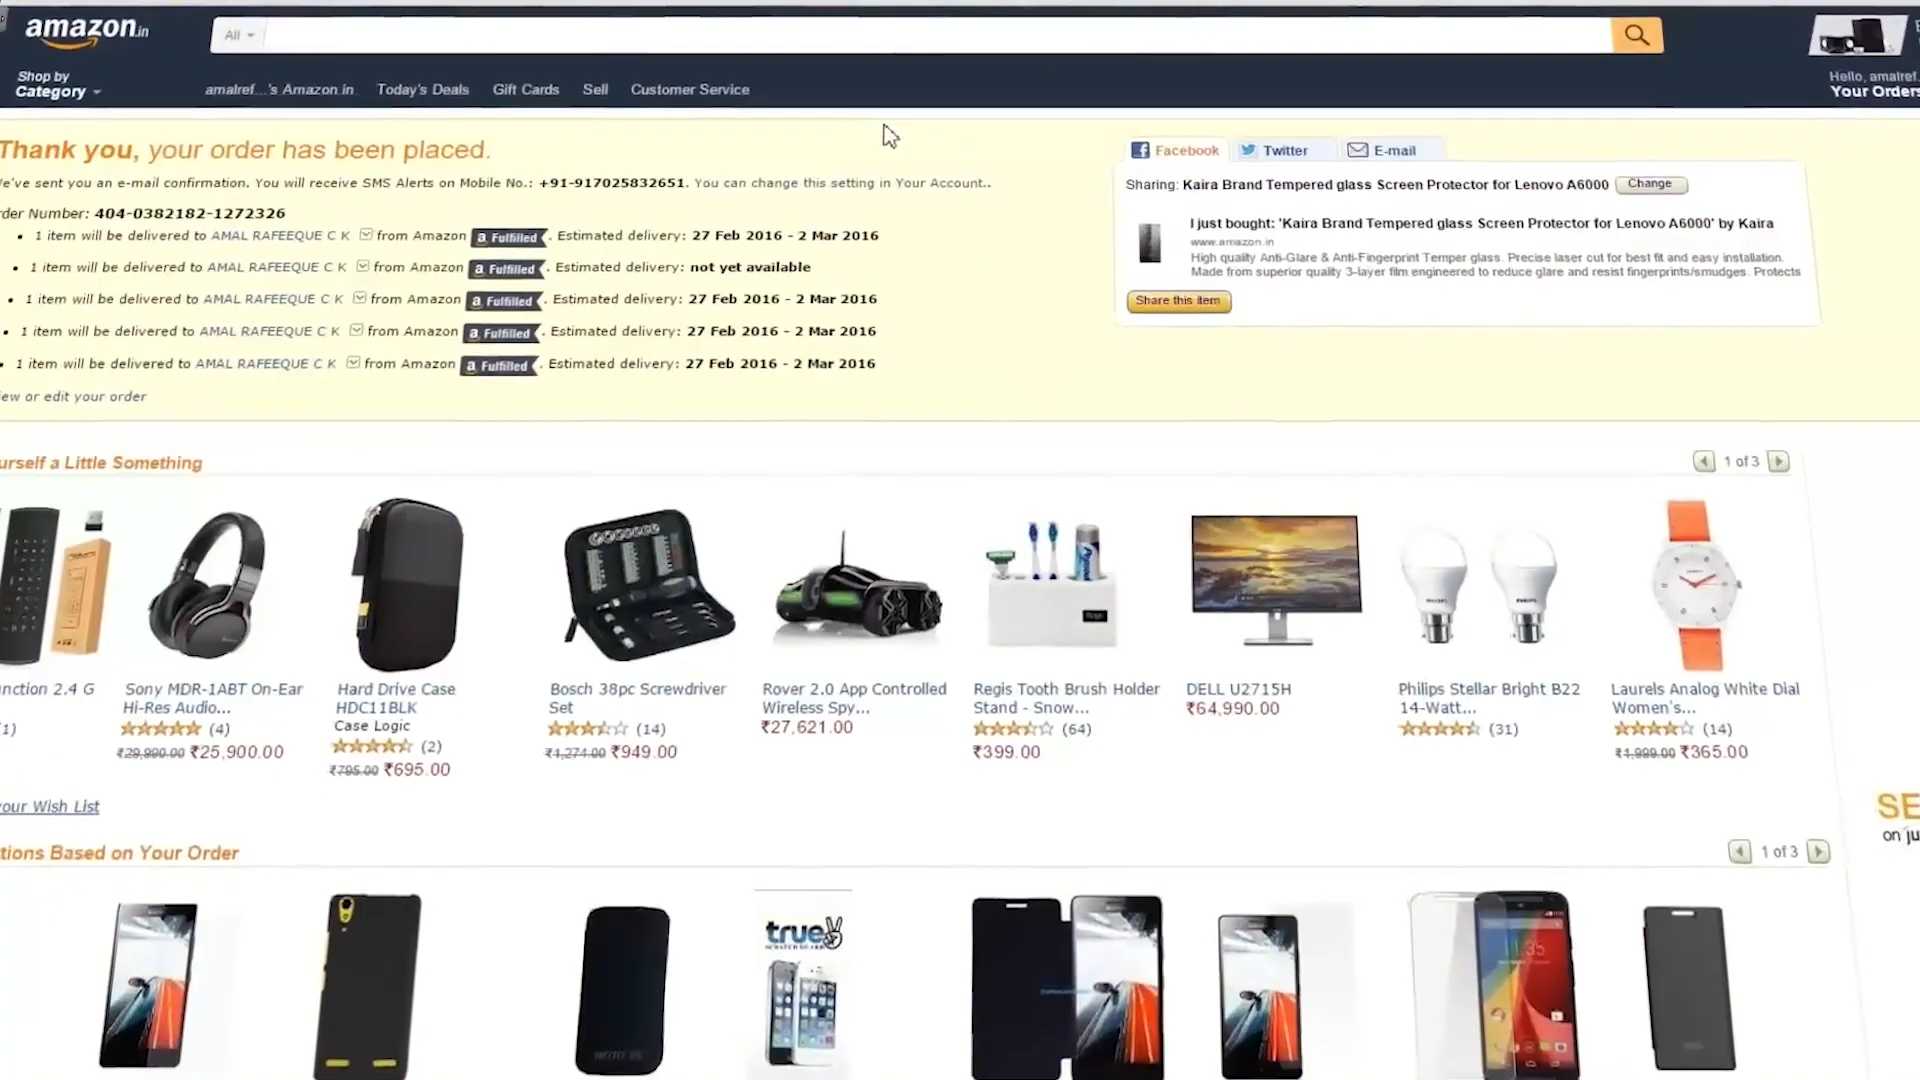 amazon.in
All
Shop by
Category
amalref...'s Amazon.in Today's Deals Gift Cards Sell Customer Service
Hello, amalref.
Your Orders
Thank you, your order has been placed.
We've sent you an e-mail confirmation. You will receive SMS Alerts on Mobile No.: +91-917025832651. You can change this setting in Your Account..
rder Number: 404-0382182-1272326
• 1 item will be delivered to AMAL RAFEEQUE C K from Amazon a Fulfilled. Estimated delivery: 27 Feb 2016 - 2 Mar 2016
• 1 item will be delivered to AMAL RAFEEQUE C K from Amazon a Fulfilled. Estimated delivery: not yet available
• 1 item will be delivered to AMAL RAFEEQUE C K from Amazon a Fulfilled. Estimated delivery: 27 Feb 2016 - 2 Mar 2016
• 1 item will be delivered to AMAL RAFEEQUE C K from Amazon a Fulfilled. Estimated delivery: 27 Feb 2016 - 2 Mar 2016
• 1 item will be delivered to AMAL RAFEEQUE C K from Amazon a Fulfilled. Estimated delivery: 27 Feb 2016 - 2 Mar 2016
iew or edit your order
Facebook Twitter E-mail
Sharing: Kaira Brand Tempered glass Screen Protector for Lenovo A6000 Change
I just bought: 'Kaira Brand Tempered glass Screen Protector for Lenovo A6000' by Kaira
www.amazon.in
High quality Anti-Glare & Anti-Fingerprint Temper glass. Precise laser cut for best fit and easy installation.
Made from superior quality 3-layer film engineered to reduce glare and resist fingerprints/smudges. Protects
Share this item
urself a Little Something
1 of 3
nction 2.4 G
1)
Sony MDR-1ABT On-Ear
Hi-Res Audio...
(4)
₹29,990.00 ₹25,900.00
Hard Drive Case
HDC11BLK
Case Logic
(2)
₹795.00 ₹695.00
Bosch 38pc Screwdriver
Set
(14)
₹1,274.00 ₹949.00
Rover 2.0 App Controlled
Wireless Spy...
₹27,621.00
Regis Tooth Brush Holder
Stand - Snow...
(64)
₹399.00
DELL U2715H
₹64,990.00
Philips Stellar Bright B22
14-Watt...
(31)
Laurels Analog White Dial
Women's...
(14)
₹1,999.00 ₹365.00
your Wish List
SE
on ju
tions Based on Your Order
1 of 3
true
SCRATCH GUARD